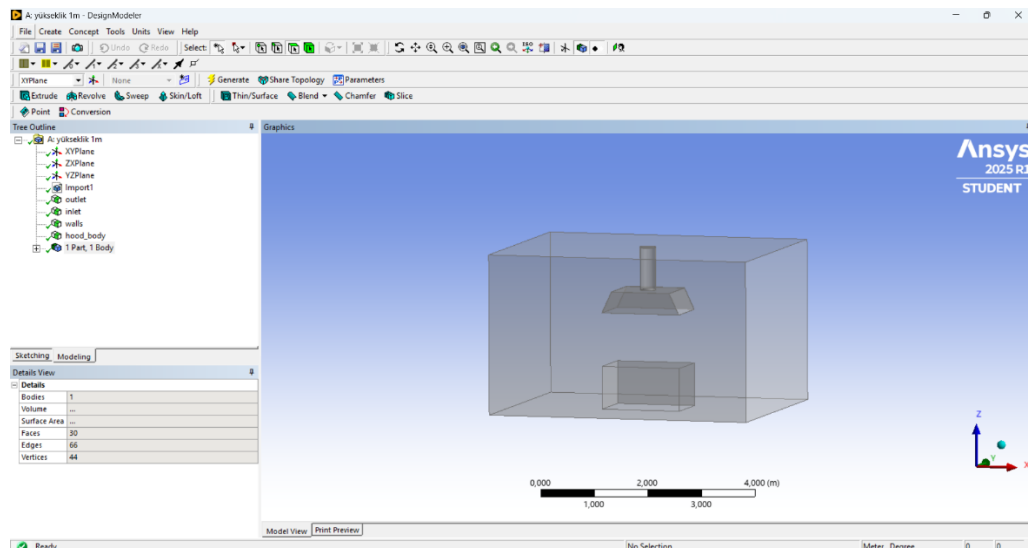 A: yükseklik 1m - DesignModeler
File Create Concept Tools Units View Help
Undo Redo Select:
XYPlane None Generate Share Topology Parameters
Extrude Revolve Sweep Skin/Loft Thin/Surface Blend Chamfer Slice
Point Conversion
Tree Outline
A: yükseklik 1m
XYPlane
ZXPlane
YZPlane
Import1
outlet
inlet
walls
hood_body
1 Part, 1 Body
Sketching Modeling
Details View
Details
Bodies 1
Volume ...
Surface Area ...
Faces 30
Edges 66
Vertices 44
Graphics
Ansys
2025 R1
STUDENT
Z
Y
X
0,000 2,000 4,000 (m)
1,000 3,000
Model View Print Preview
Ready No Selection Meter Degree 0 0